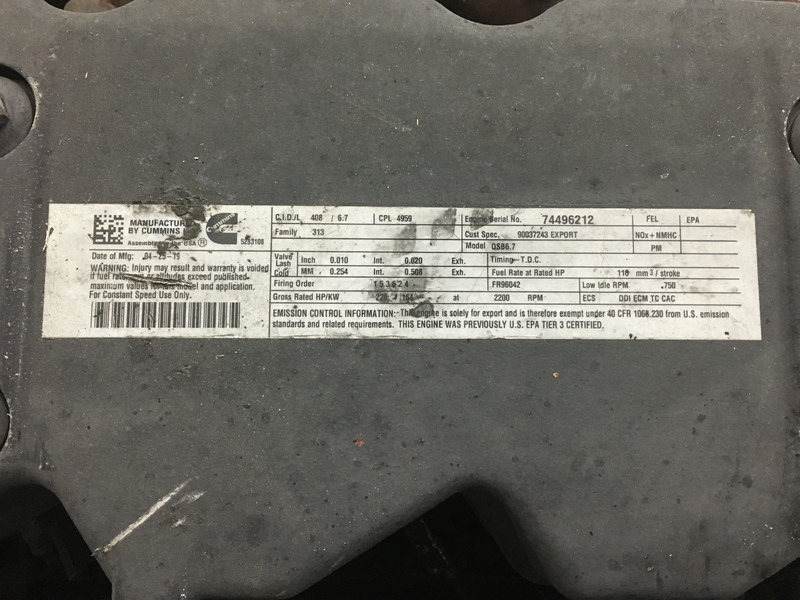 MANUFACTUR
BY CUMMINS
Assembled in the USA ®
Cummins
5263108
Date of Mfg: 04-25-19
WARNING: Injury may result and warranty is voided
if fuel rate, rpm or altitudes exceed published
maximum values for this model and application.
For Constant Speed Use Only.
C.I.D./L 408 / 6.7 CPL 4959 Engine Serial No. 74496212 FEL EPA
Family 313 Cust Spec. 90037243 EXPORT NOx+NMHC
Model QSB6.7 PM
Valve Lash Cold Inch 0.010 Int. 0.020 Exh. Timing—T.D.C.
MM 0.254 Int. 0.508 Exh. Fuel Rate at Rated HP 118 mm³ / stroke
Firing Order 1 5 3 6 2 4 FR96042 Low Idle RPM 750
Gross Rated HP/KW 220 / 164 at 2200 RPM ECS DDI ECM TC CAC
EMISSION CONTROL INFORMATION: This engine is solely for export and is therefore exempt under 40 CFR 1068.230 from U.S. emission
standards and related requirements. THIS ENGINE WAS PREVIOUSLY U.S. EPA TIER 3 CERTIFIED.